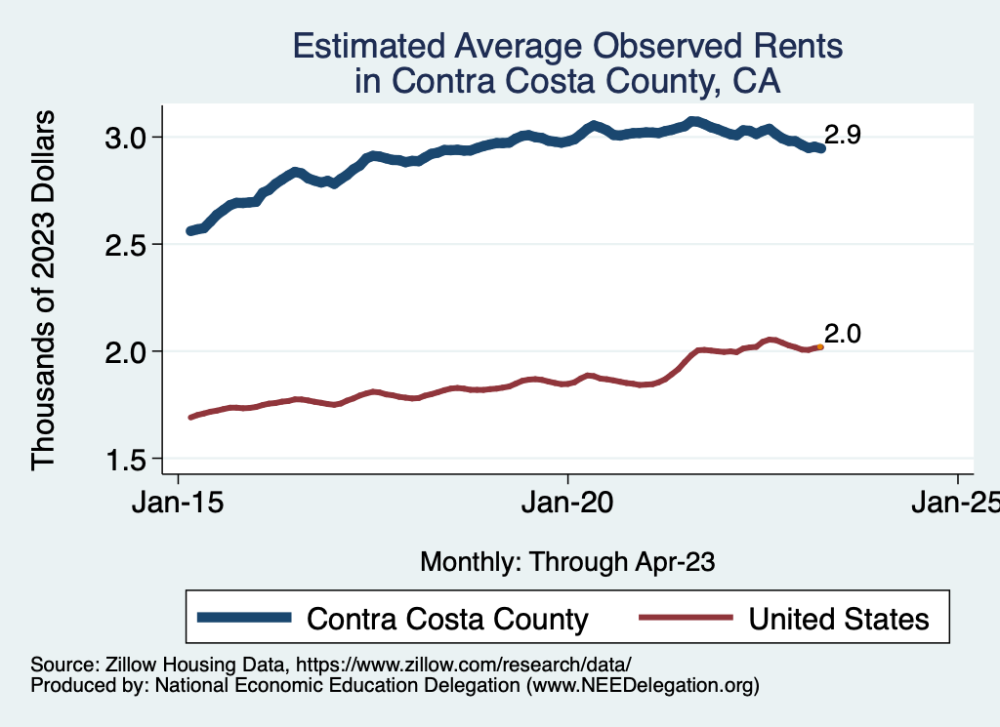 Estimated Average Observed Rents
in Contra Costa County, CA
Thousands of 2023 Dollars
3.0
2.5
2.0
1.5
2.9
2.0
Jan-15
Jan-20
Jan-25
Monthly: Through Apr-23
Contra Costa County
United States
Source: Zillow Housing Data, https://www.zillow.com/research/data/
Produced by: National Economic Education Delegation (www.NEEDelegation.org)